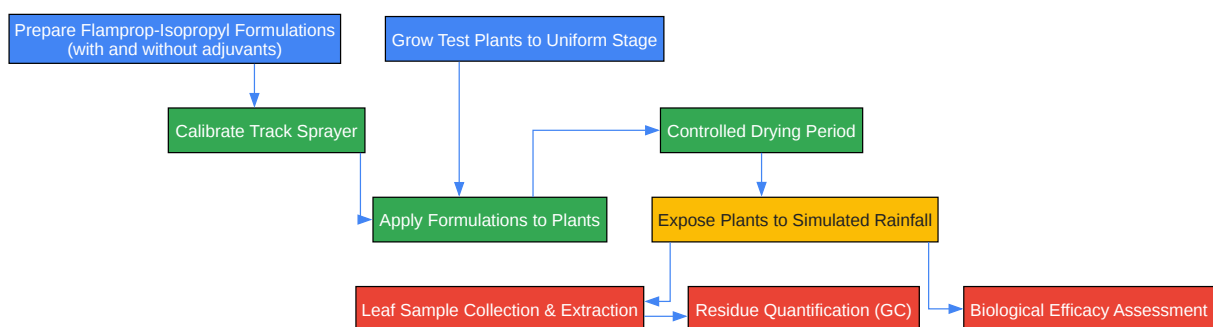 Prepare Flamprop-Isopropyl Formulations
(with and without adjuvants)
Grow Test Plants to Uniform Stage
Calibrate Track Sprayer
Controlled Drying Period
Apply Formulations to Plants
Expose Plants to Simulated Rainfall
Leaf Sample Collection & Extraction
Residue Quantification (GC)
Biological Efficacy Assessment